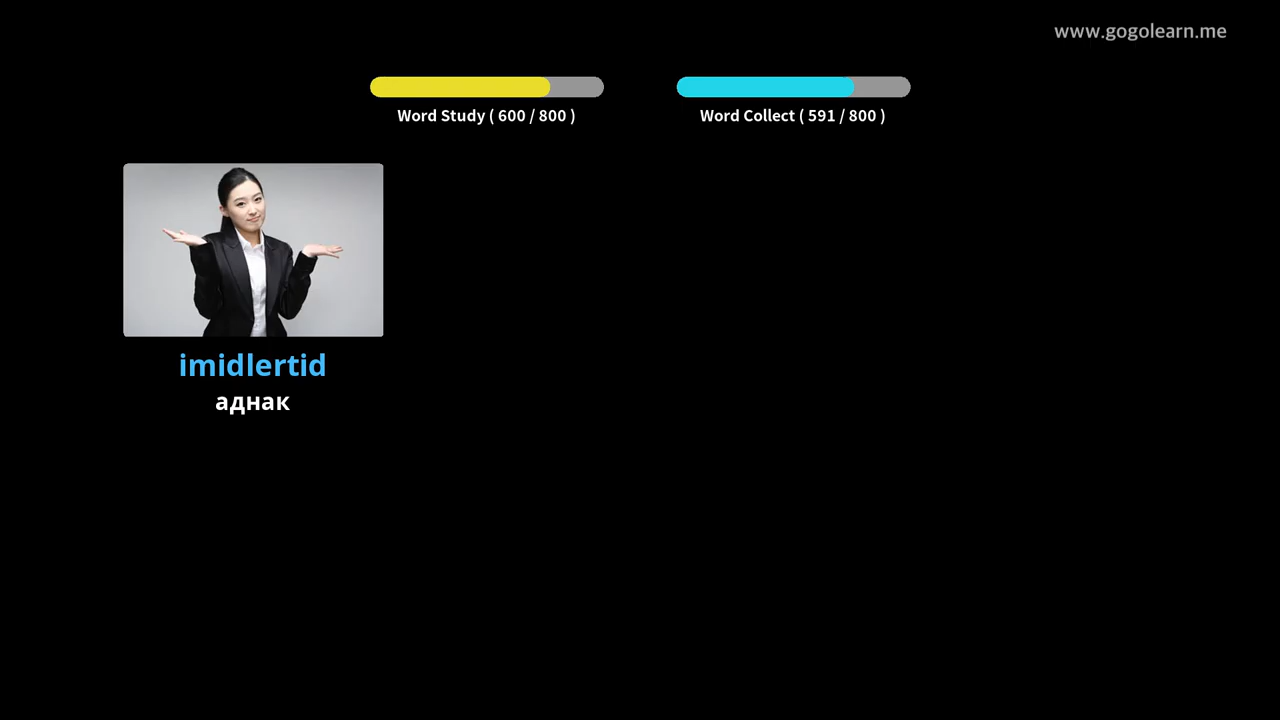 www.gogolearn.me
Word Study ( 600 / 800 )
Word Collect ( 591 / 800 )
imidlertid
аднак